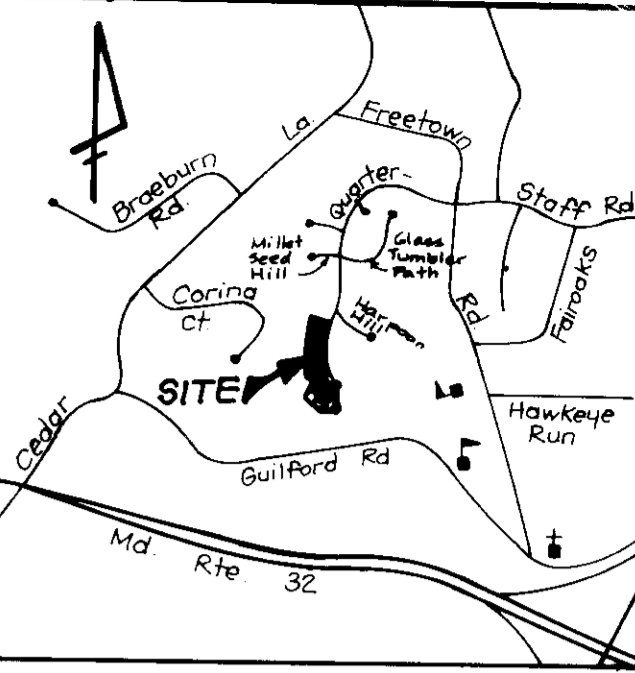 Freetown
La.
Quarter-
Staff Rd
Braeburn
Rd.
Millet
Seed
Hill
Glass
Tumbler
Path
Fairoaks
Corina
Ct.
Harpoon
Hill
Rd
SITE
Hawkeye
Run
Cedar
Guilford Rd
Md. Rte. 32